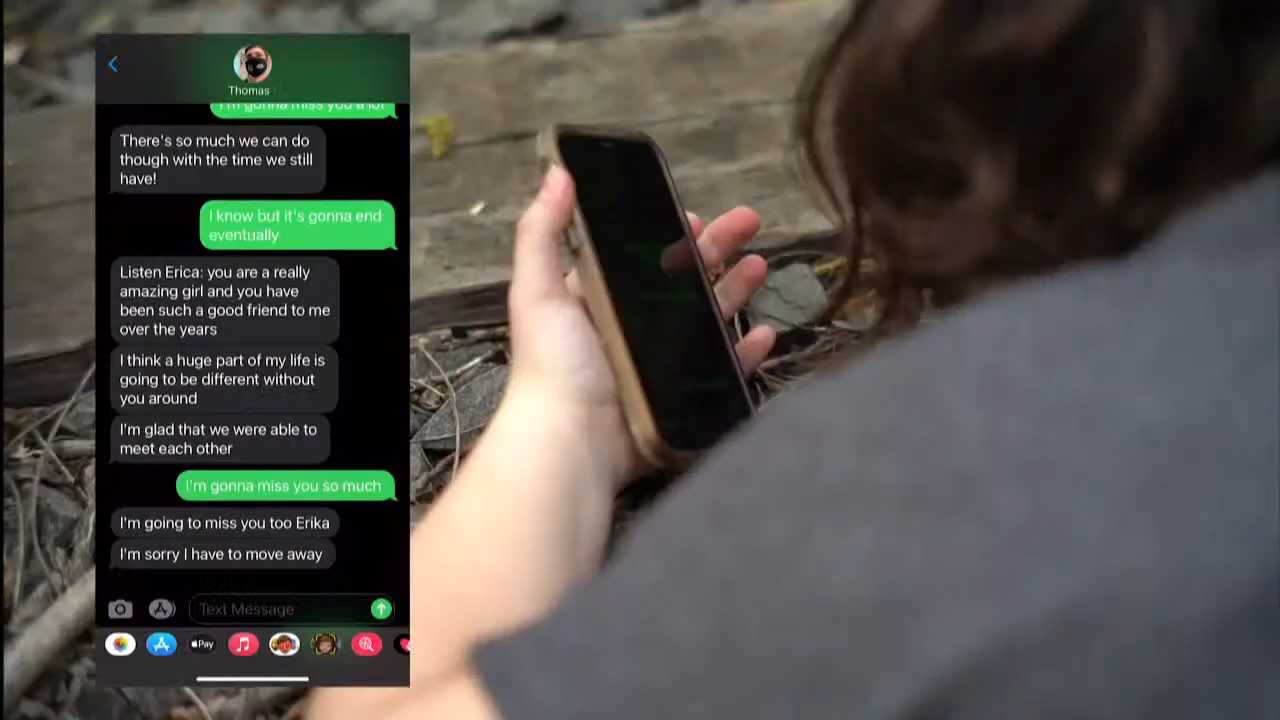 Thomas
I'm gonna miss you a lot
There's so much we can do
though with the time we still
have!
I know but it's gonna end
eventually
Listen Erica: you are a really
amazing girl and you have
been such a good friend to me
over the years
I think a huge part of my life is
going to be different without
you around
I'm glad that we were able to
meet each other
I'm gonna miss you so much
I'm going to miss you too Erika
I'm sorry I have to move away
Text Message
Pay